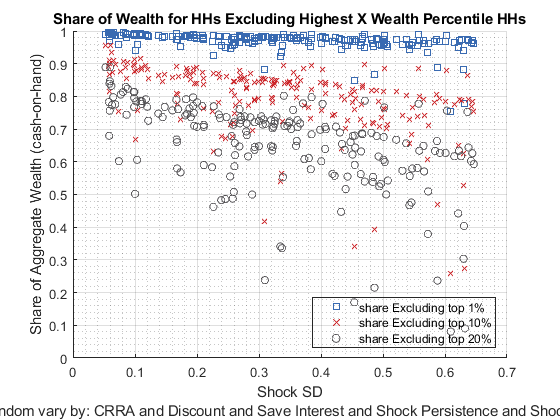 Share of Wealth for HHs Excluding Highest X Wealth Percentile HHs
Share of Aggregate Wealth (cash-on-hand)
1
0.9
0.8
0.7
0.6
0.5
0.4
0.3
0.2
0.1
0
share Excluding top 1%
share Excluding top 10%
share Excluding top 20%
0 0.1 0.2 0.3 0.4 0.5 0.6 0.7
Shock SD
ndom vary by: CRRA and Discount and Save Interest and Shock Persistence and Shoc